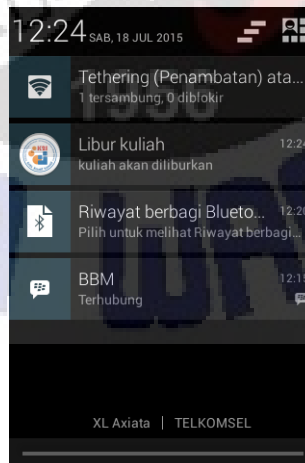 12:24 SAB, 18 JUL 2015
Tethering (Penambatan) ata...
1 tersambung, 0 diblokir
Libur kuliah 12:24
kuliah akan diliburkan
Riwayat berbagi Blueto... 12:20
Pilih untuk melihat Riwayat berbagi...
BBM 12:15
Terhubung
XL Axiata | TELKOMSEL